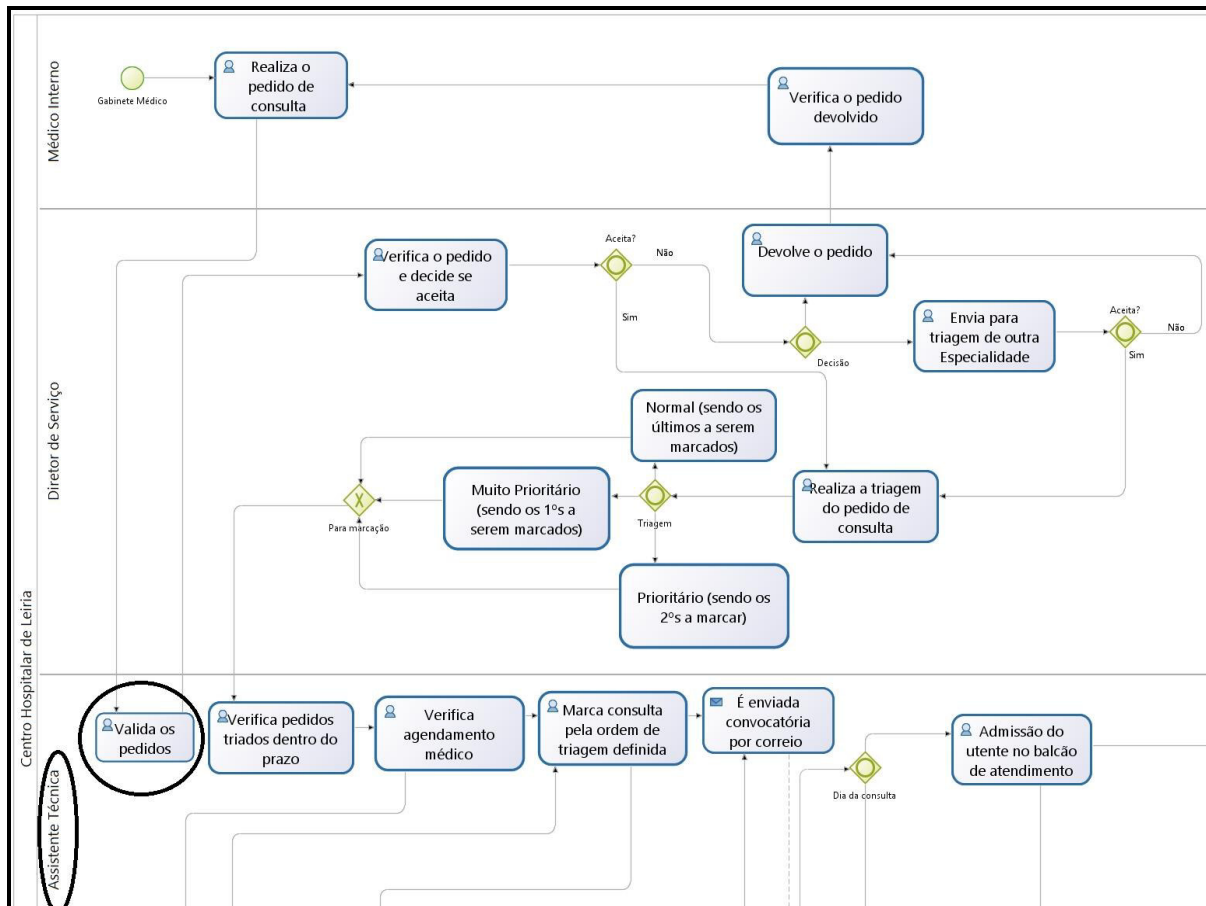 Centro Hospitalar de Leiria
Médico Interno
Gabinete Médico
Realiza o
pedido de
consulta
Verifica o pedido
devolvido
Diretor de Serviço
Verifica o pedido
e decide se
aceita
Aceita?
Não
Sim
Devolve o pedido
Decisão
Envia para
triagem de outra
Especialidade
Aceita?
Não
Sim
Normal (sendo os
últimos a serem
marcados)
Muito Prioritário
(sendo os 1ºs a
serem marcados)
Para marcação
Triagem
Realiza a triagem
do pedido de
consulta
Prioritário (sendo os
2ºs a marcar)
Assistente Técnica
Valida os
pedidos
Verifica pedidos
triados dentro do
prazo
Verifica
agendamento
médico
Marca consulta
pela ordem de
triagem definida
É enviada
convocatória
por correio
Dia da consulta
Admissão do
utente no balcão
de atendimento